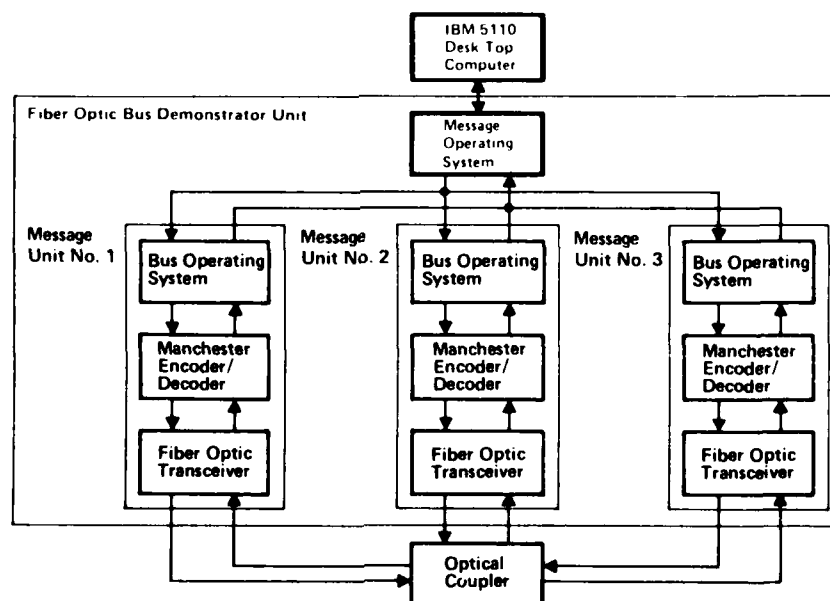 IBM 5110
Desk Top
Computer
Fiber Optic Bus Demonstrator Unit
Message
Operating
System
Message
Unit No. 1
Bus Operating
System
Manchester
Encoder/
Decoder
Fiber Optic
Transceiver
Message
Unit No. 2
Bus Operating
System
Manchester
Encoder/
Decoder
Fiber Optic
Transceiver
Message
Unit No. 3
Bus Operating
System
Manchester
Encoder/
Decoder
Fiber Optic
Transceiver
Optical
Coupler